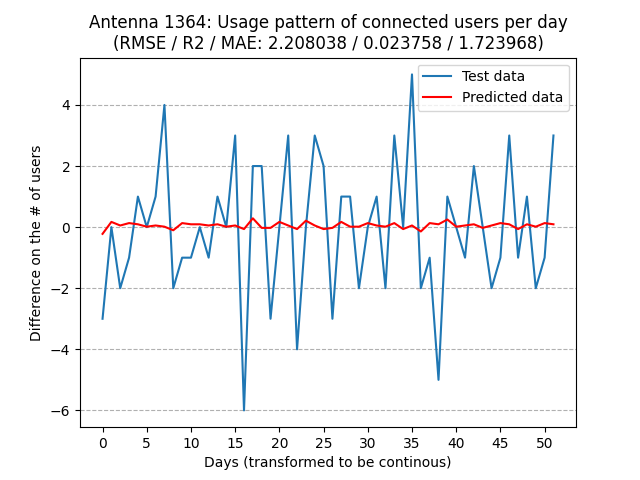 Antenna 1364: Usage pattern of connected users per day
(RMSE / R2 / MAE: 2.208038 / 0.023758 / 1.723968)
Test data
Predicted data
Difference on the # of users
4
2
0
−2
−4
−6
0 5 10 15 20 25 30 35 40 45 50
Days (transformed to be continous)